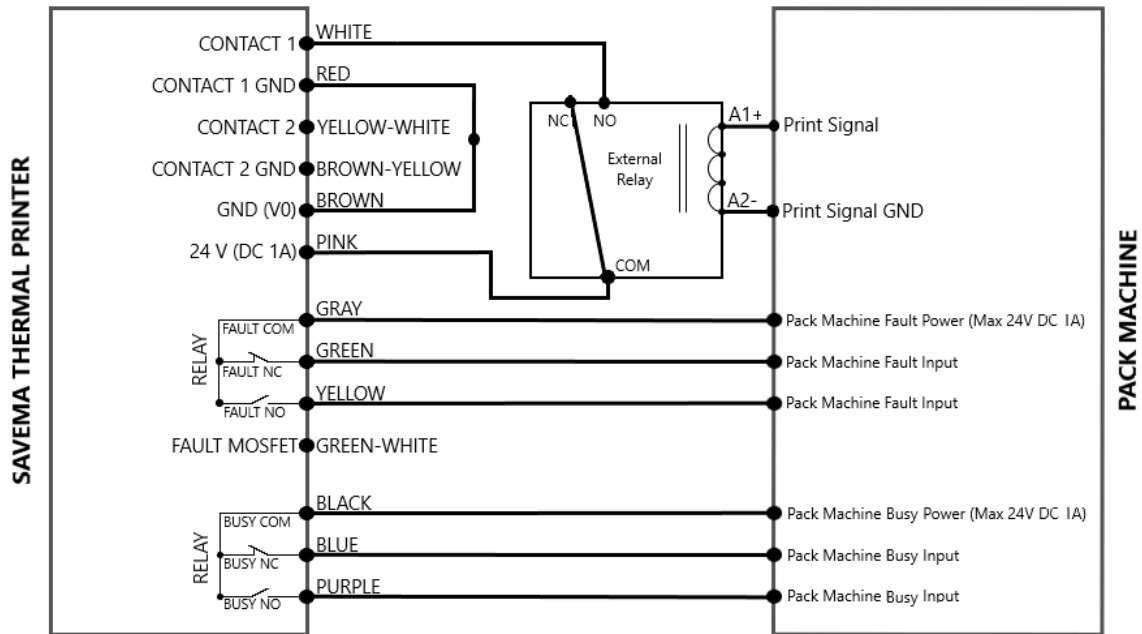 SAVEMA THERMAL PRINTER
CONTACT 1
WHITE
CONTACT 1 GND
RED
CONTACT 2
YELLOW-WHITE
CONTACT 2 GND
BROWN-YELLOW
GND (V0)
BROWN
24 V (DC 1A)
PINK
NC
NO
External
Relay
COM
A1+
Print Signal
A2-
Print Signal GND
RELAY
FAULT COM
GRAY
Pack Machine Fault Power (Max 24V DC 1A)
FAULT NC
GREEN
Pack Machine Fault Input
FAULT NO
YELLOW
Pack Machine Fault Input
FAULT MOSFET
GREEN-WHITE
RELAY
BUSY COM
BLACK
Pack Machine Busy Power (Max 24V DC 1A)
BUSY NC
BLUE
Pack Machine Busy Input
BUSY NO
PURPLE
Pack Machine Busy Input
PACK MACHINE